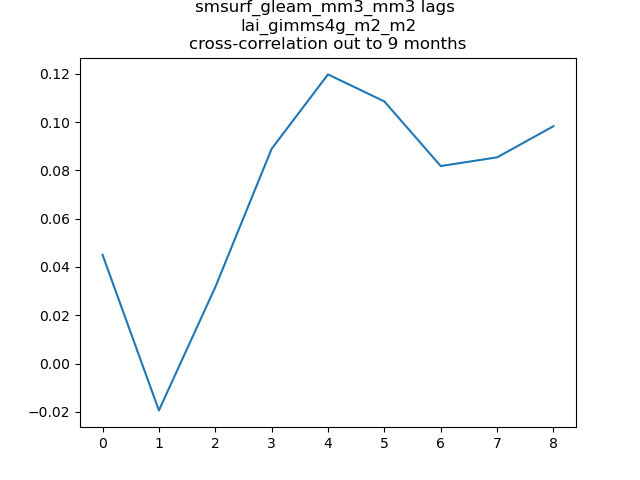 smsurf_gleam_mm3_mm3 lags
lai_gimms4g_m2_m2
cross-correlation out to 9 months
0.12
0.10
0.08
0.06
0.04
0.02
0.00
−0.02
0 1 2 3 4 5 6 7 8